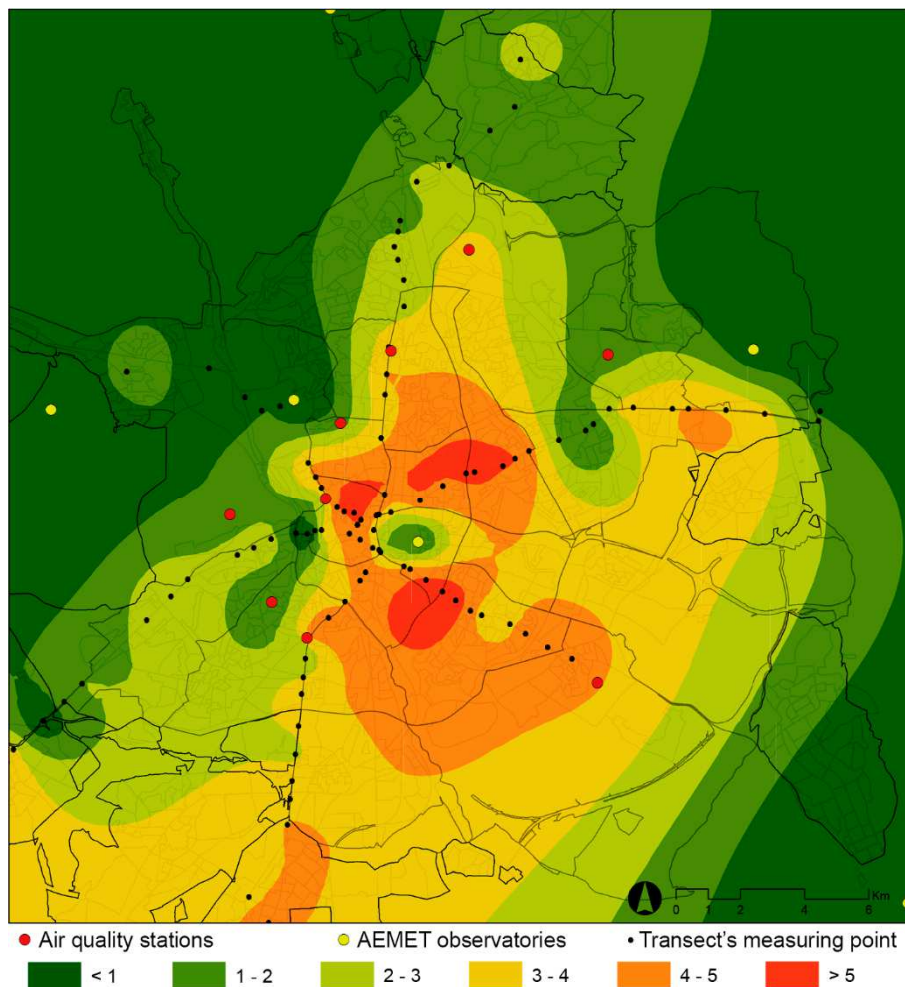 Km
0 2 4 6
Air quality stations AEMET observatories Transect's measuring point
< 1 1 - 2 2 - 3 3 - 4 4 - 5 > 5